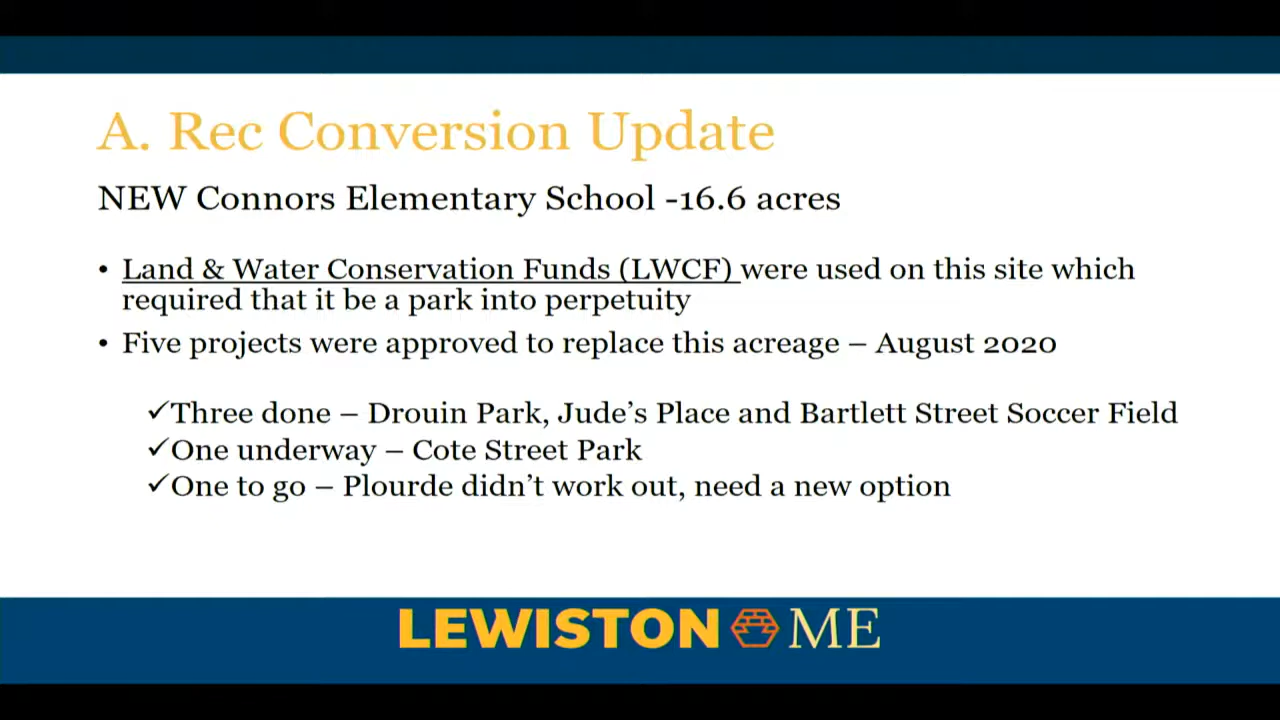 A. Rec Conversion Update
NEW Connors Elementary School -16.6 acres
• Land & Water Conservation Funds (LWCF) were used on this site which
required that it be a park into perpetuity
• Five projects were approved to replace this acreage – August 2020
✓Three done – Drouin Park, Jude’s Place and Bartlett Street Soccer Field
✓One underway – Cote Street Park
✓One to go – Plourde didn’t work out, need a new option
LEWISTON ME